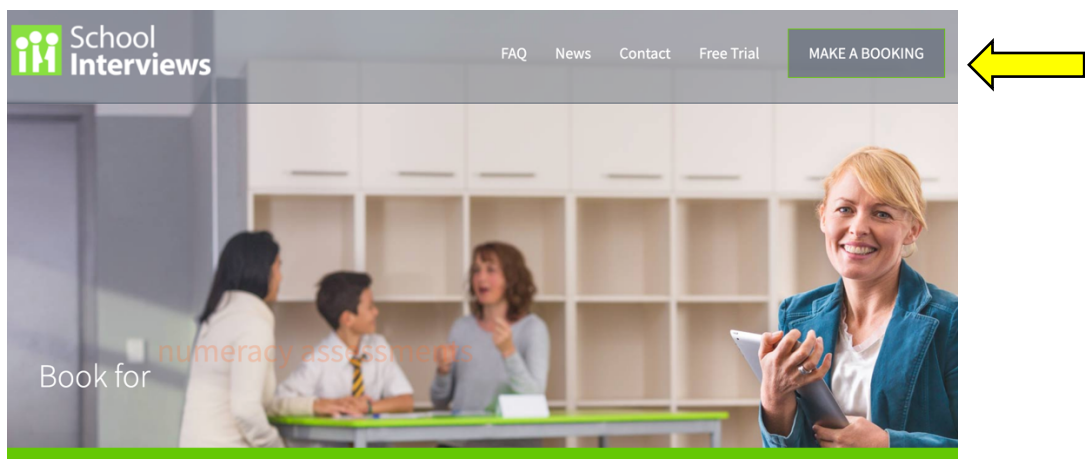 School
Interviews
FAQ News Contact Free Trial MAKE A BOOKING
numeracy assessments
Book for